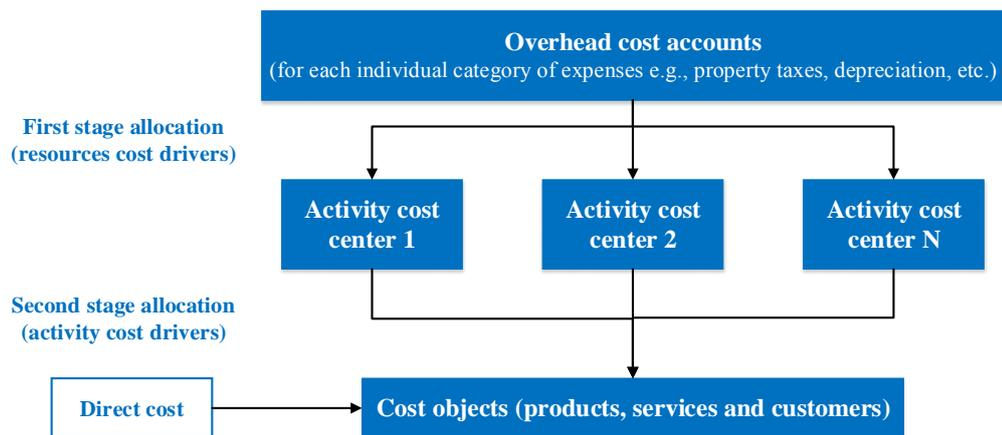 Overhead cost accounts
(for each individual category of expenses e.g., property taxes, depreciation, etc.)
First stage allocation
(resources cost drivers)
Activity cost
center 1
Activity cost
center 2
Activity cost
center N
Second stage allocation
(activity cost drivers)
Direct cost
Cost objects (products, services and customers)